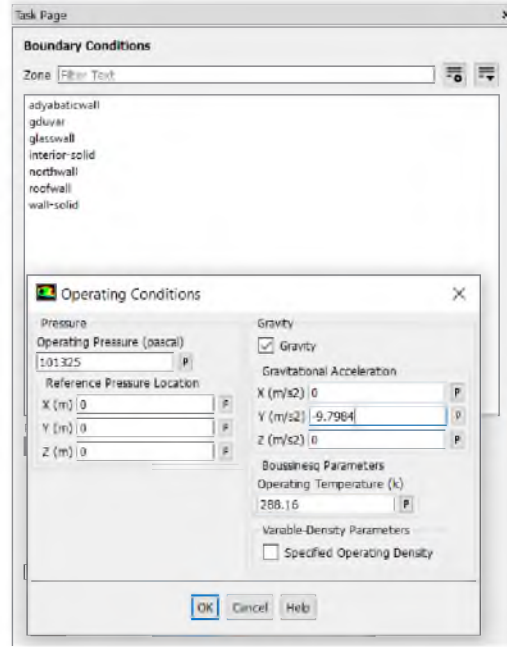 Task Page
Boundary Conditions
Zone Filter Text
adyabaticwall
gduvar
glasswall
interior-solid
northwall
roofwall
wall-solid
Operating Conditions
Pressure
Operating Pressure (pascal)
101325 P
Reference Pressure Location
X (m) 0 P
Y (m) 0 P
Z (m) 0 P
Gravity
Gravity
Gravitational Acceleration
X (m/s2) 0 P
Y (m/s2) -9.7984 P
Z (m/s2) 0 P
Boussinesq Parameters
Operating Temperature (k)
288.16 P
Variable-Density Parameters
Specified Operating Density
OK Cancel Help